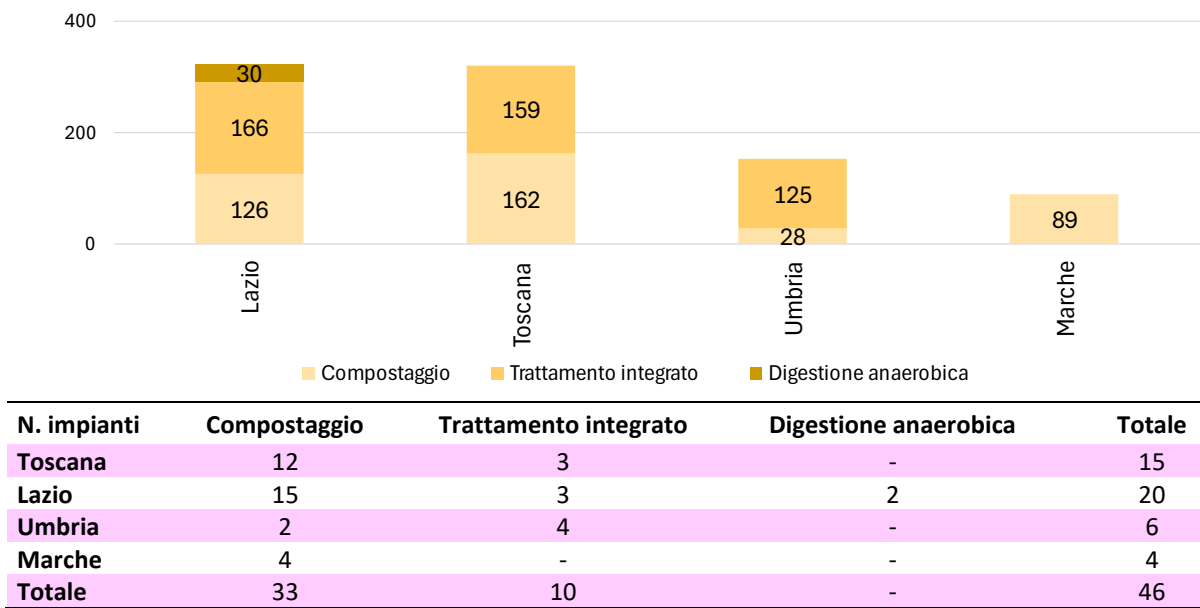 400
30
166
159
200
126
162
125
28
89
0
Lazio
Toscana
Umbria
Marche
Compostaggio Trattamento integrato Digestione anaerobica
N. impianti Compostaggio Trattamento integrato Digestione anaerobica Totale
Toscana 12 3 - 15
Lazio 15 3 2 20
Umbria 2 4 - 6
Marche 4 - - 4
Totale 33 10 - 46